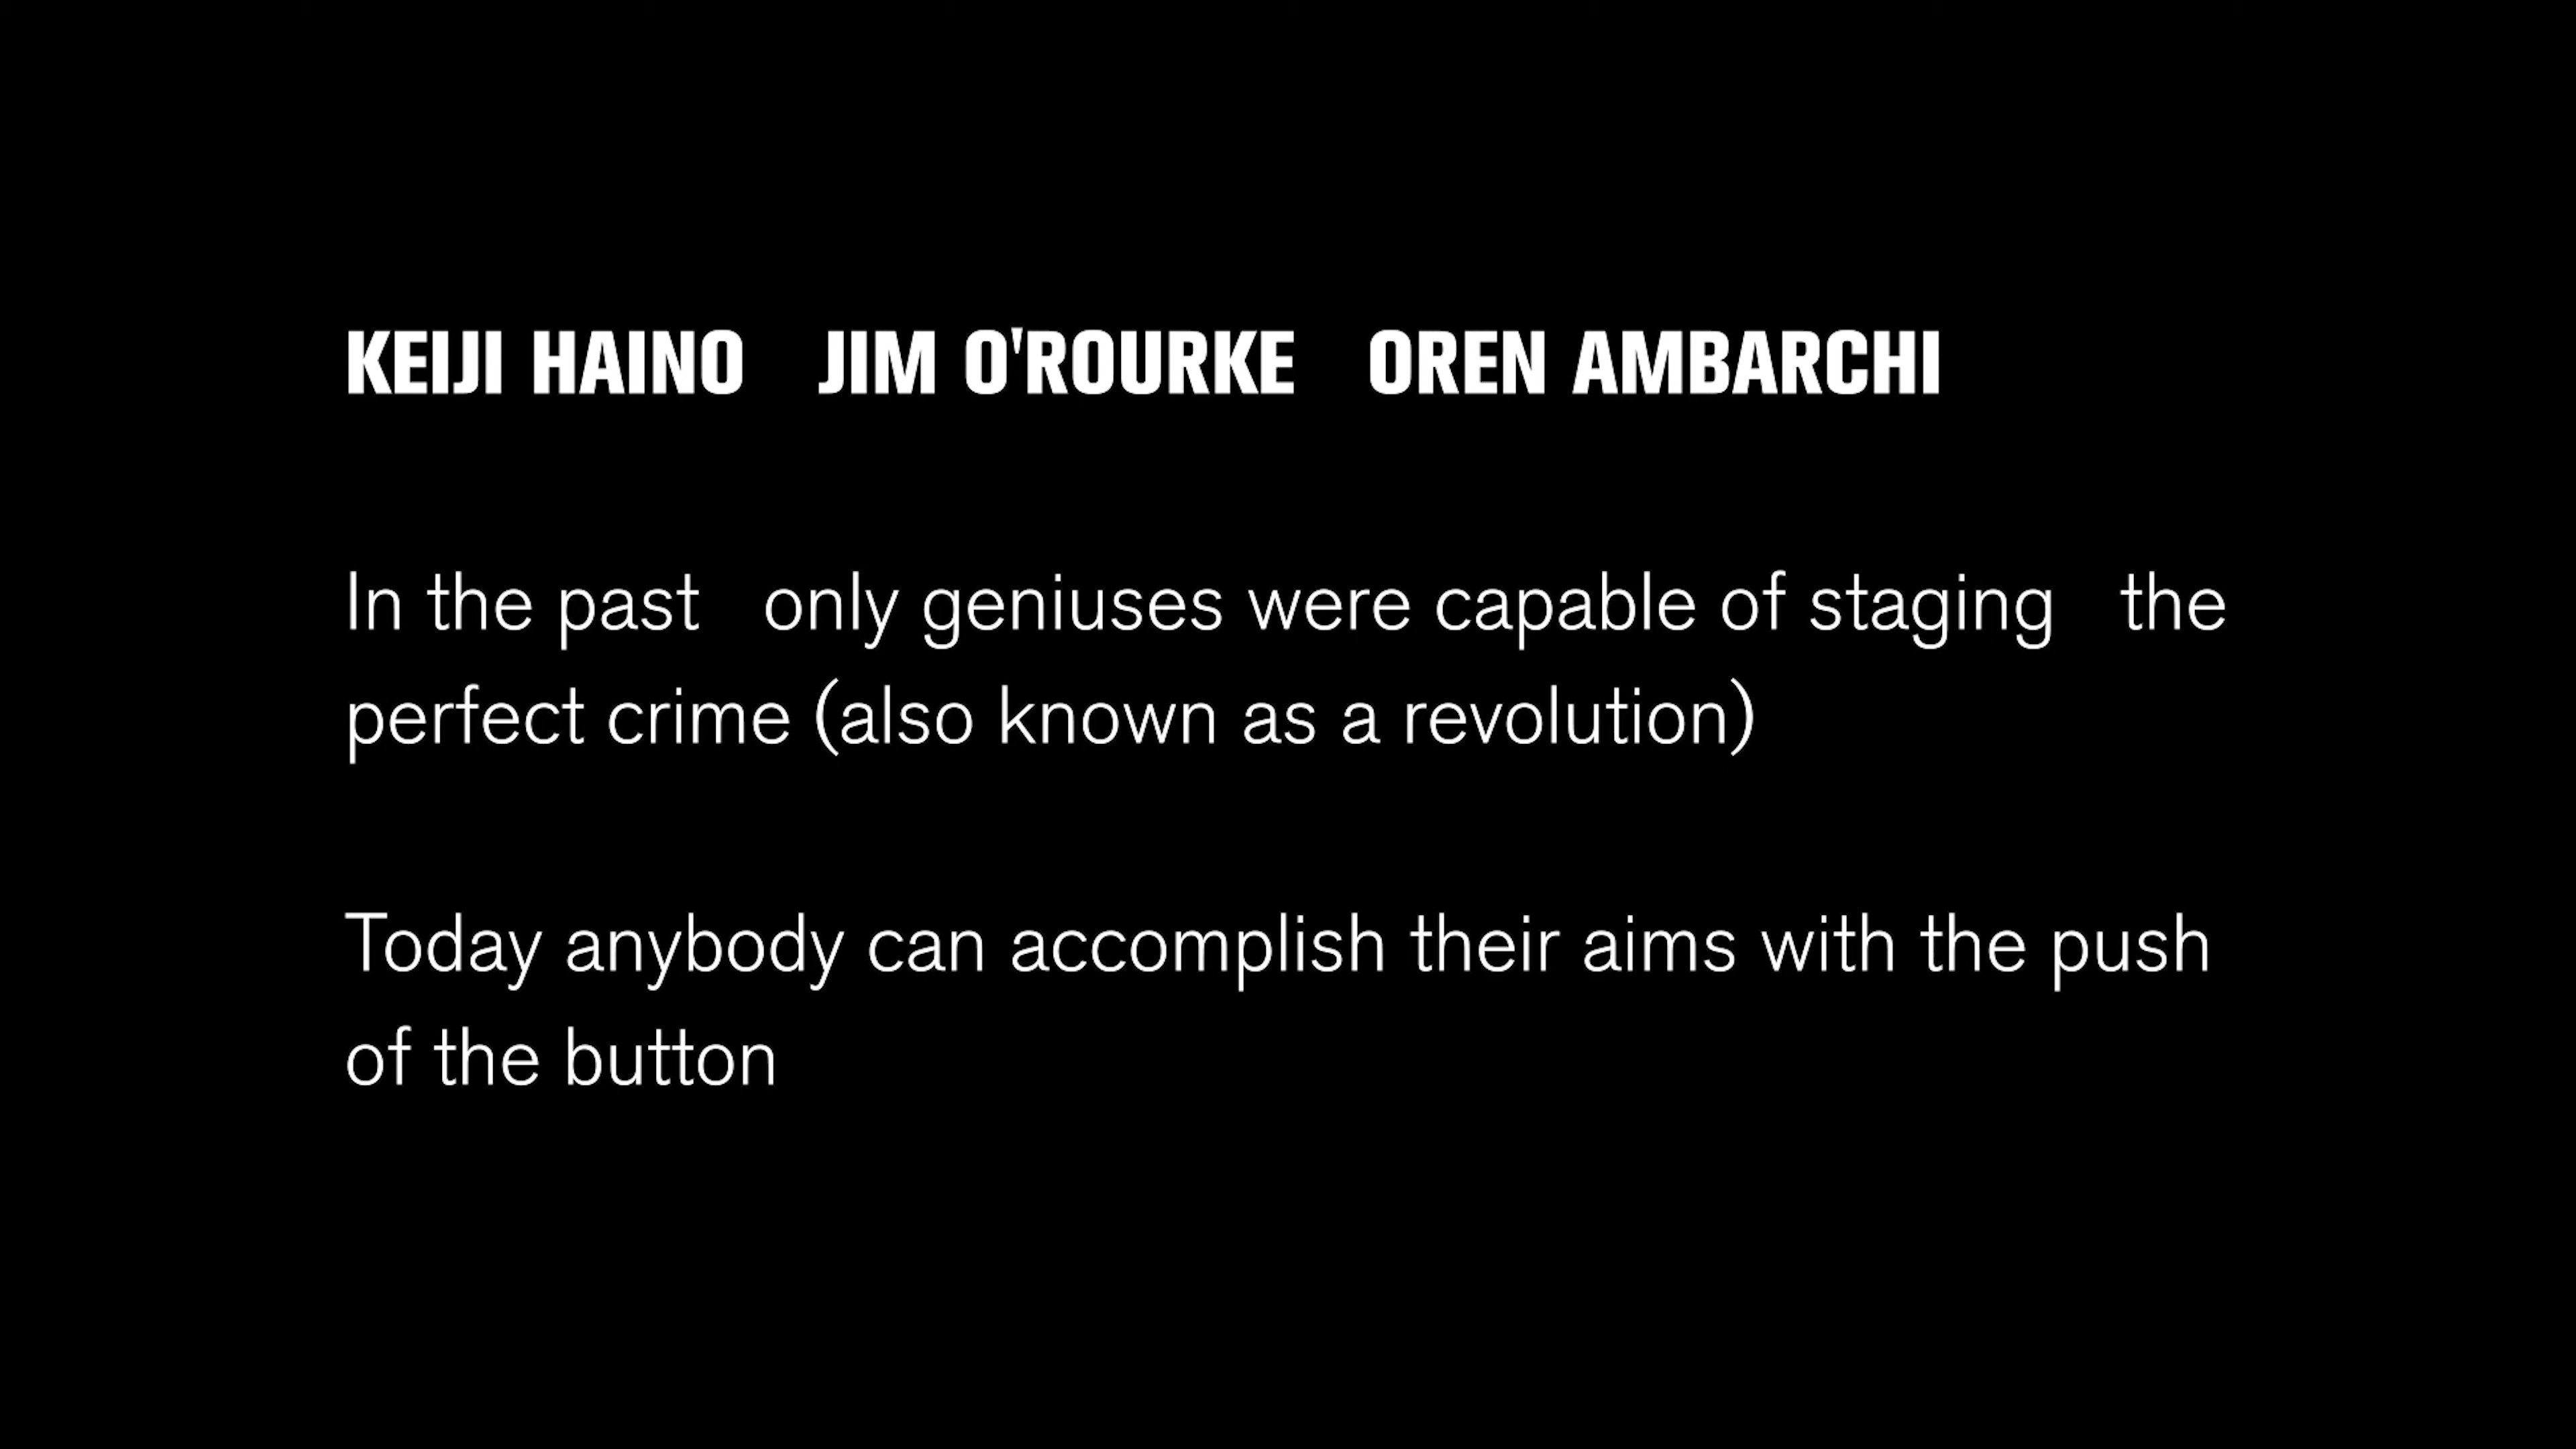 KEIJI HAINO   JIM O'ROURKE   OREN AMBARCHI
In the past   only geniuses were capable of staging   the
perfect crime (also known as a revolution)
Today anybody can accomplish their aims with the push
of the button